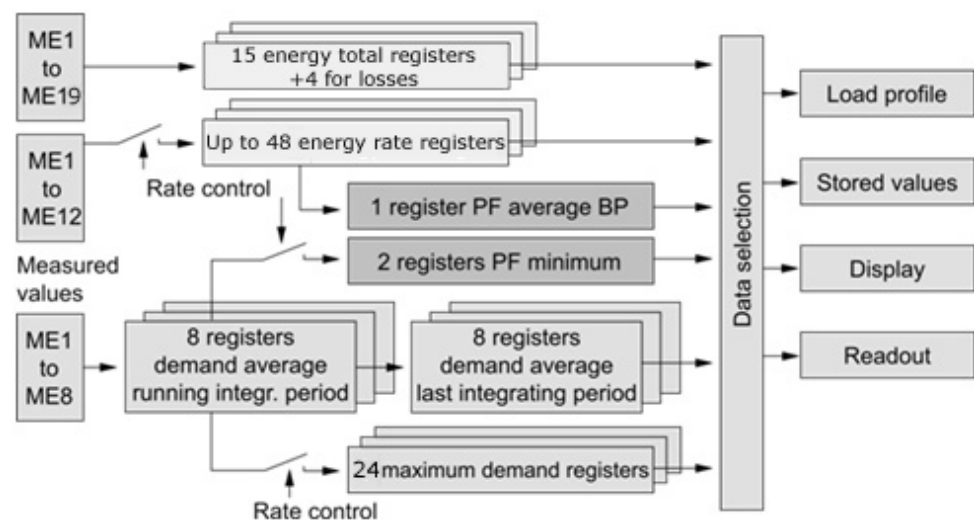 ME1
to
ME19
15 energy total registers
+4 for losses
ME1
to
ME12
Up to 48 energy rate registers
Rate control
1 register PF average BP
2 registers PF minimum
Measured
values
ME1
to
ME8
8 registers
demand average
running integr. period
8 registers
demand average
last integrating period
24 maximum demand registers
Rate control
Data selection
Load profile
Stored values
Display
Readout